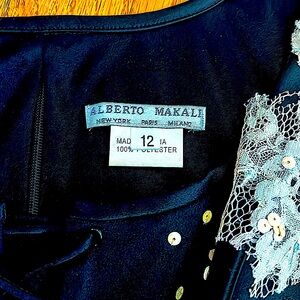 ALBERTO MAKALI
NEW YORK PARIS MILANO
MAD 12 IA
100% POLYESTER